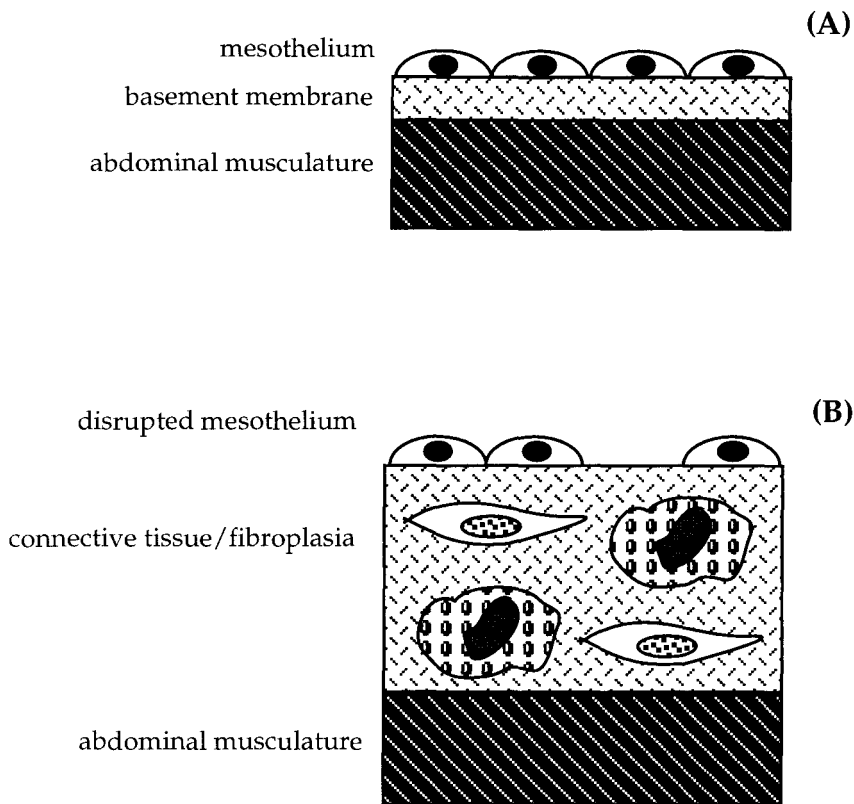 (A)
mesothelium
basement membrane
abdominal musculature
(B)
disrupted mesothelium
connective tissue/fibroplasia
abdominal musculature